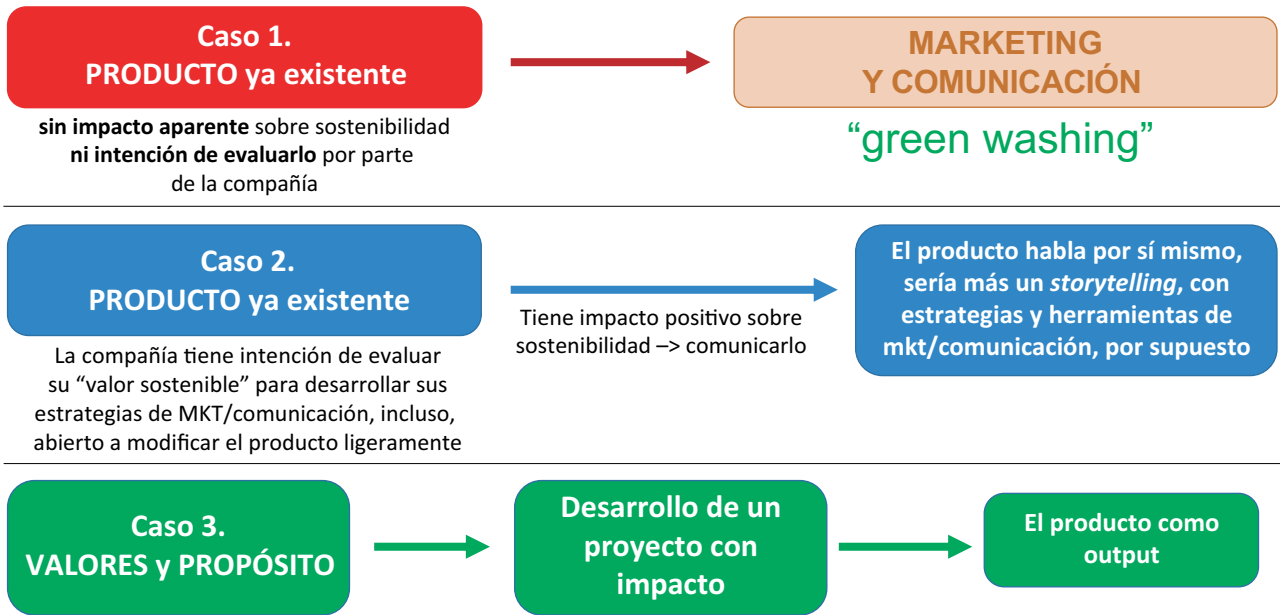 Caso 1.
PRODUCTO ya existente
sin impacto aparente sobre sostenibilidad
ni intención de evaluarlo por parte
de la compañía
MARKETING
Y COMUNICACIÓN
“green washing”
Caso 2.
PRODUCTO ya existente
La compañía tiene intención de evaluar
su “valor sostenible” para desarrollar sus
estrategias de MKT/comunicación, incluso,
abierto a modificar el producto ligeramente
Tiene impacto positivo sobre
sostenibilidad –> comunicarlo
El producto habla por sí mismo,
sería más un storytelling, con
estrategias y herramientas de
mkt/comunicación, por supuesto
Caso 3.
VALORES y PROPÓSITO
Desarrollo de un
proyecto con
impacto
El producto como
output